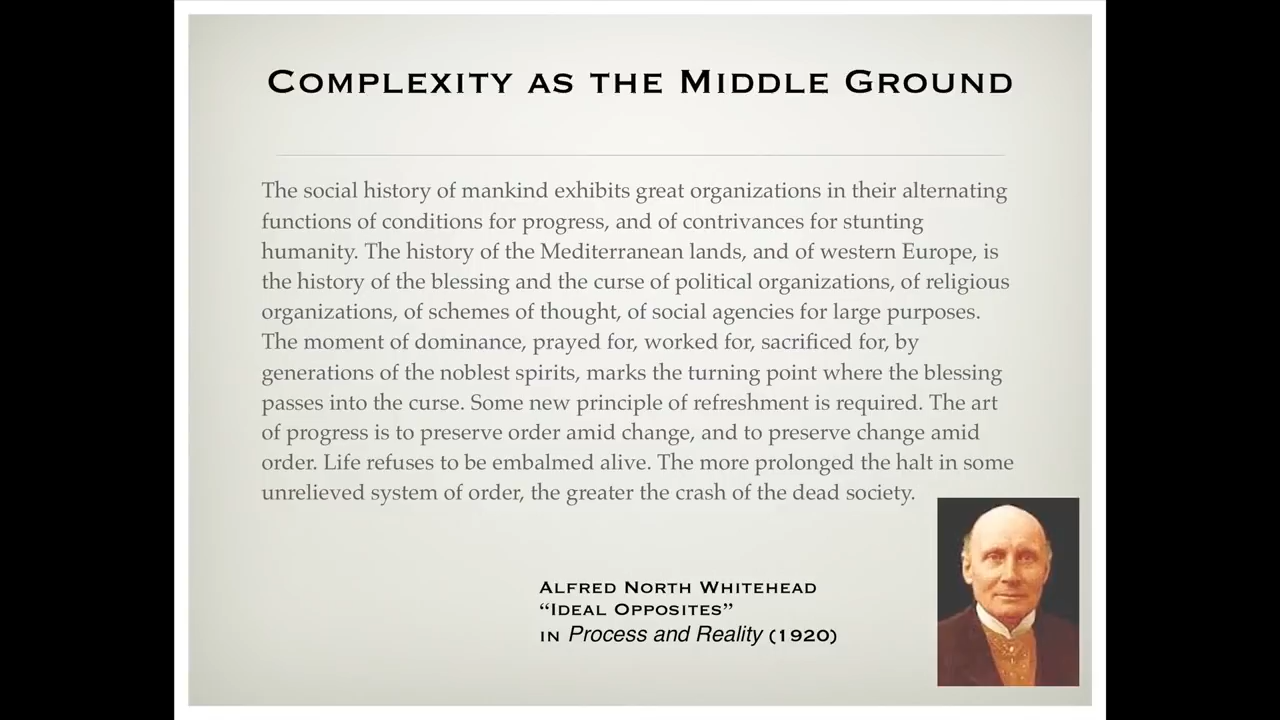 COMPLEXITY AS THE MIDDLE GROUND
The social history of mankind exhibits great organizations in their alternating
functions of conditions for progress, and of contrivances for stunting
humanity. The history of the Mediterranean lands, and of western Europe, is
the history of the blessing and the curse of political organizations, of religious
organizations, of schemes of thought, of social agencies for large purposes.
The moment of dominance, prayed for, worked for, sacrificed for, by
generations of the noblest spirits, marks the turning point where the blessing
passes into the curse. Some new principle of refreshment is required. The art
of progress is to preserve order amid change, and to preserve change amid
order. Life refuses to be embalmed alive. The more prolonged the halt in some
unrelieved system of order, the greater the crash of the dead society.
ALFRED NORTH WHITEHEAD
“IDEAL OPPOSITES”
IN Process and Reality (1920)